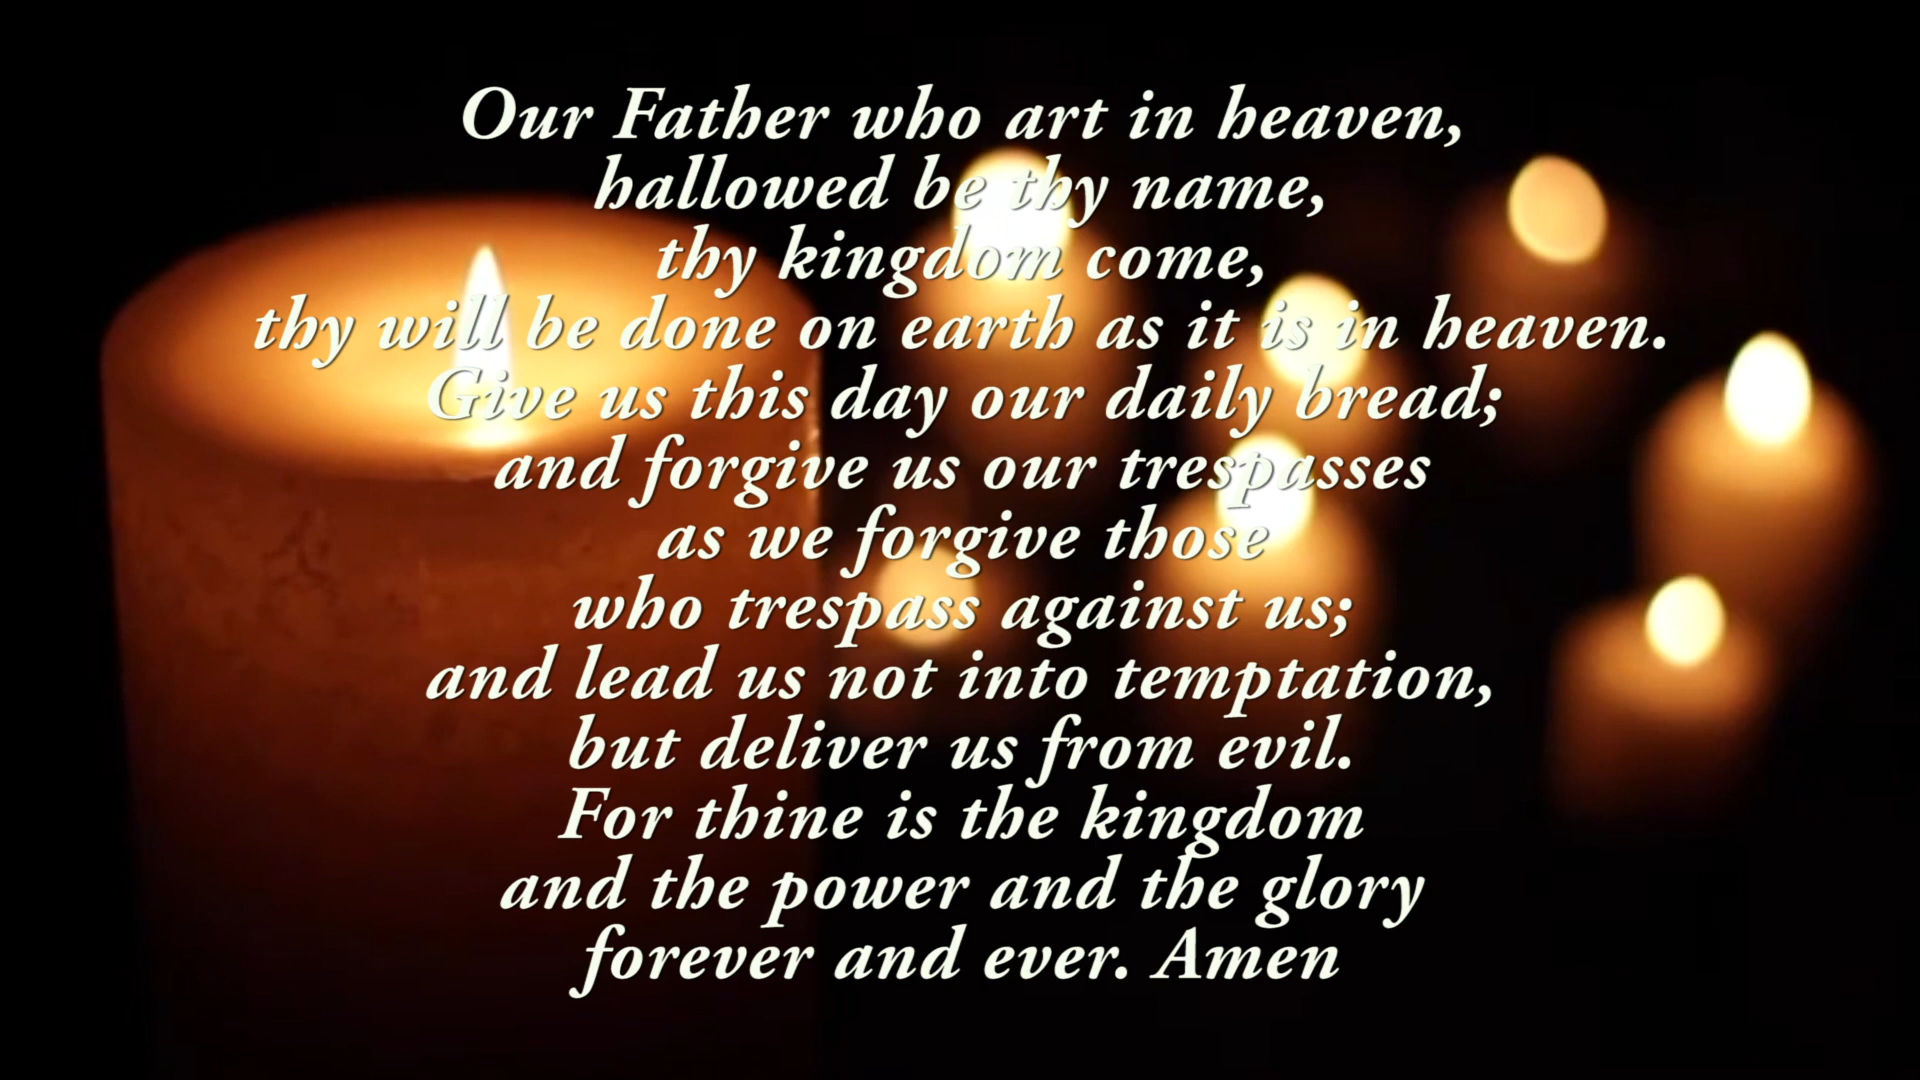 Our Father who art in heaven,
hallowed be thy name,
thy kingdom come,
thy will be done on earth as it is in heaven.
Give us this day our daily bread;
and forgive us our trespasses
as we forgive those
who trespass against us;
and lead us not into temptation,
but deliver us from evil.
For thine is the kingdom
and the power and the glory
forever and ever. Amen